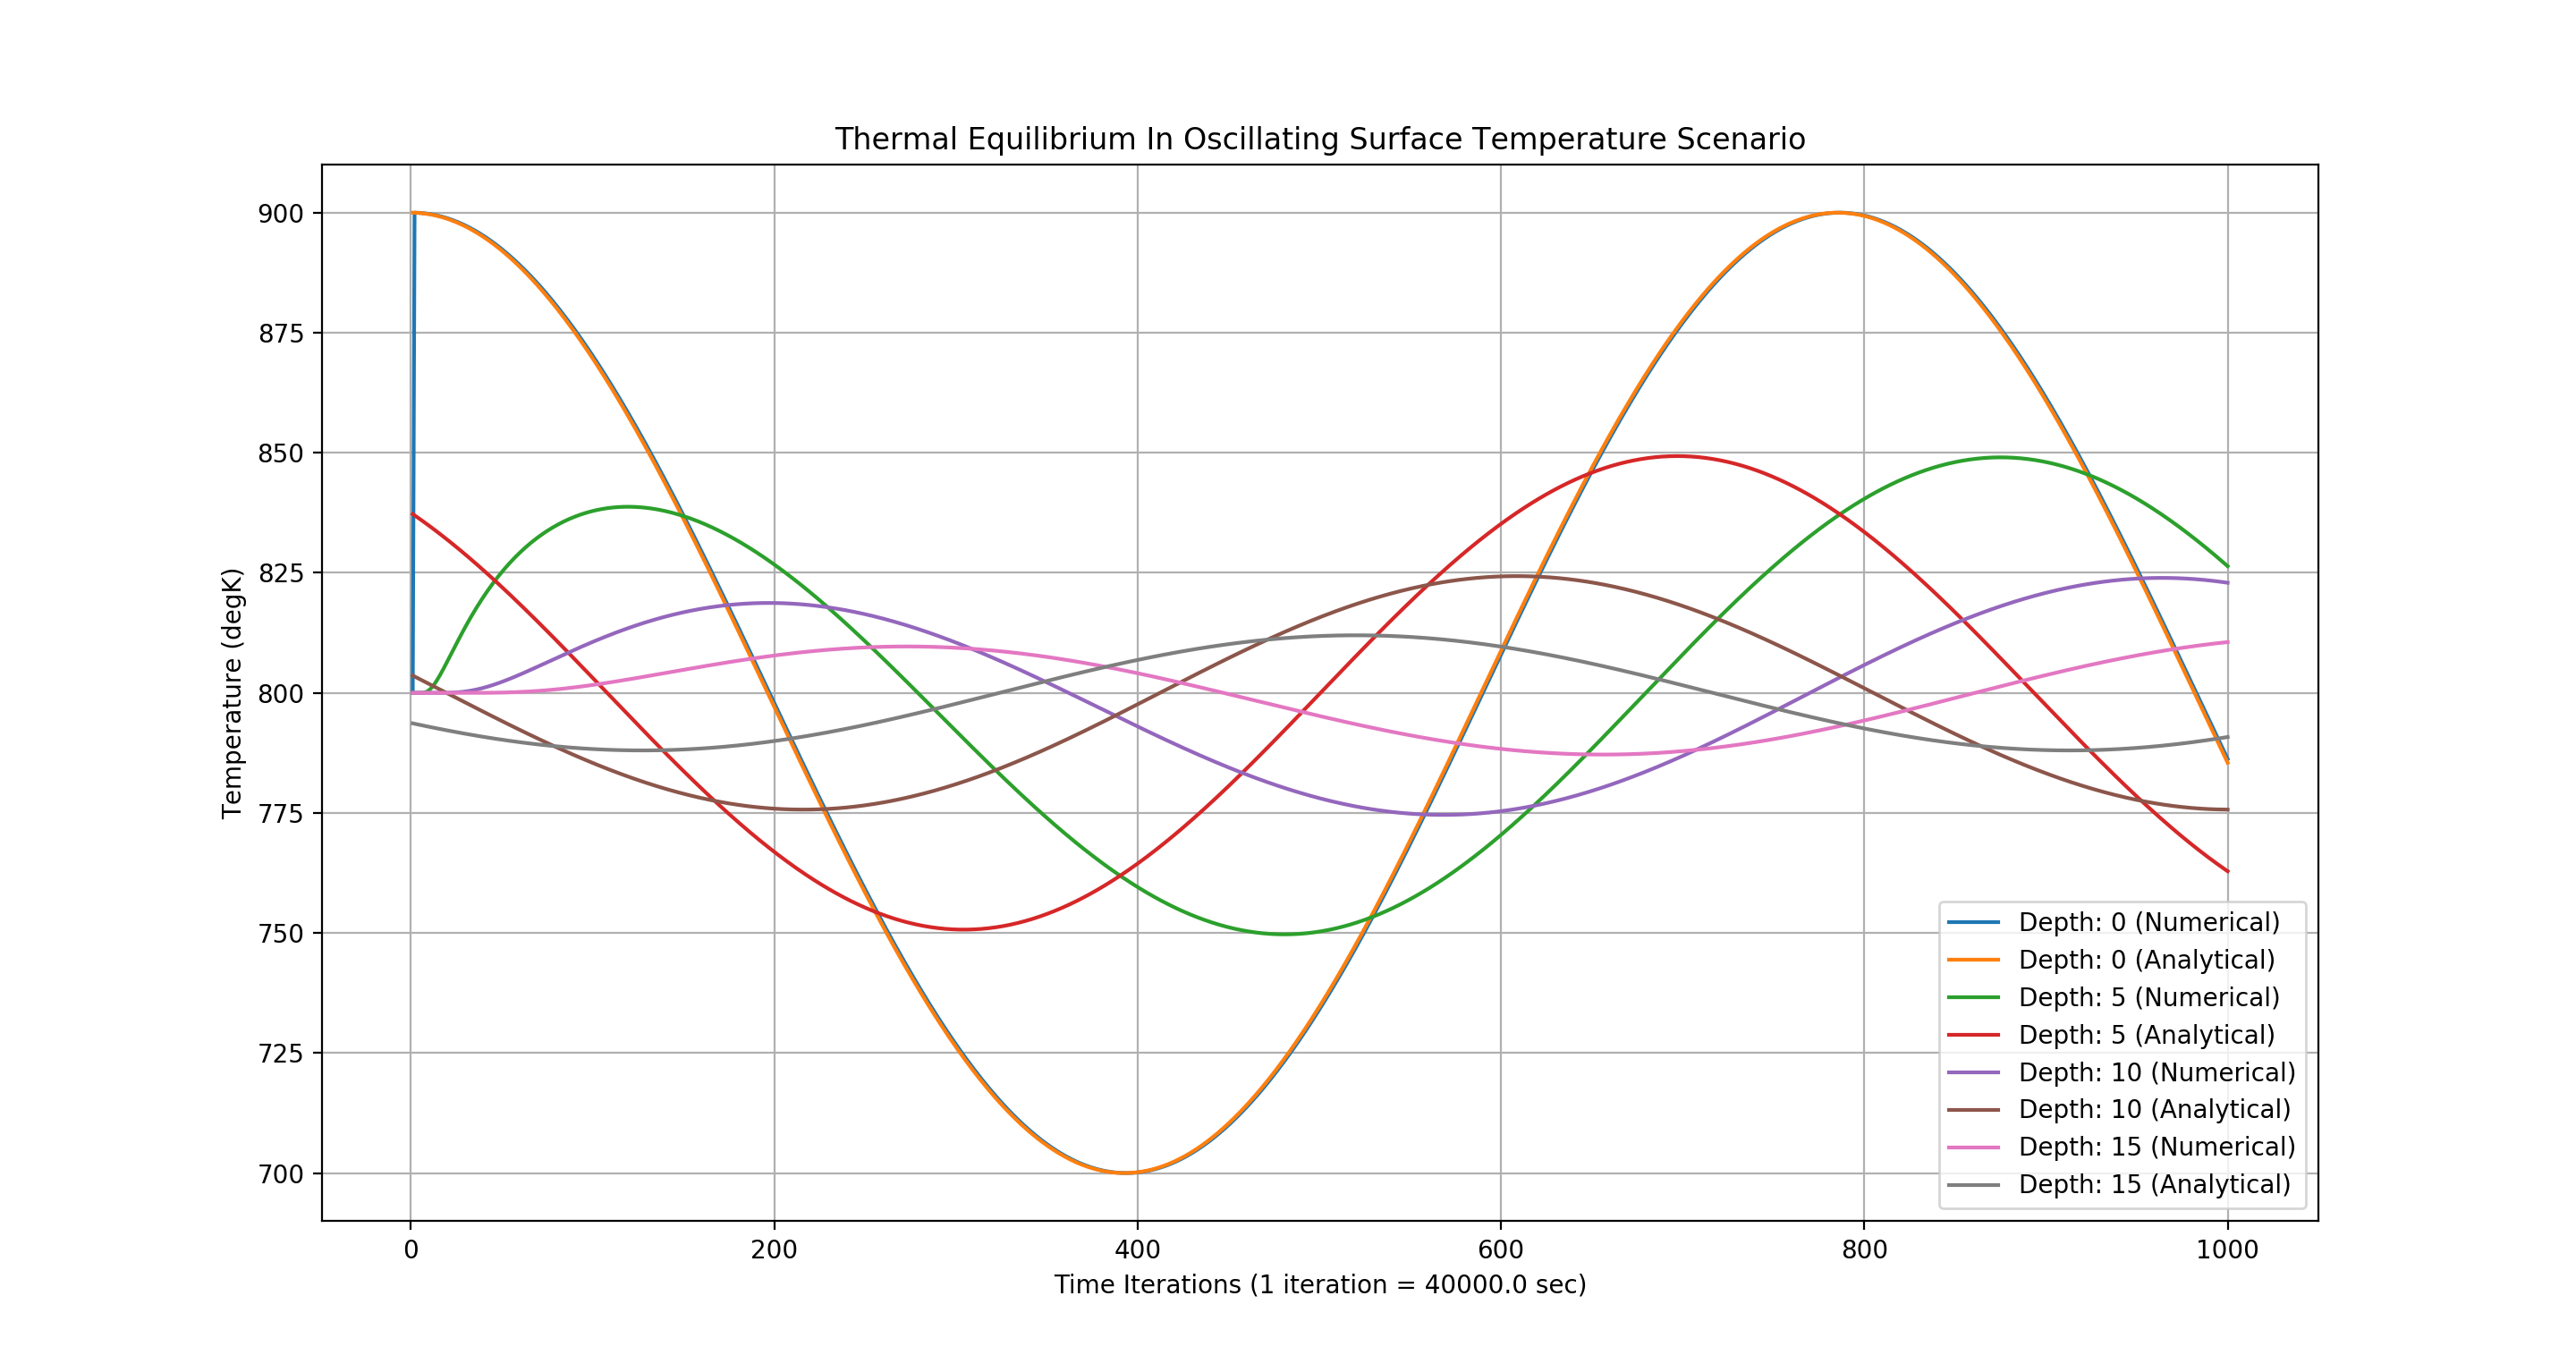 Thermal Equilibrium In Oscillating Surface Temperature Scenario
Temperature (degK)
900
875
850
825
800
775
750
725
700
0
200
400
600
800
1000
Time Iterations (1 iteration = 40000.0 sec)
Depth: 0 (Numerical)
Depth: 0 (Analytical)
Depth: 5 (Numerical)
Depth: 5 (Analytical)
Depth: 10 (Numerical)
Depth: 10 (Analytical)
Depth: 15 (Numerical)
Depth: 15 (Analytical)